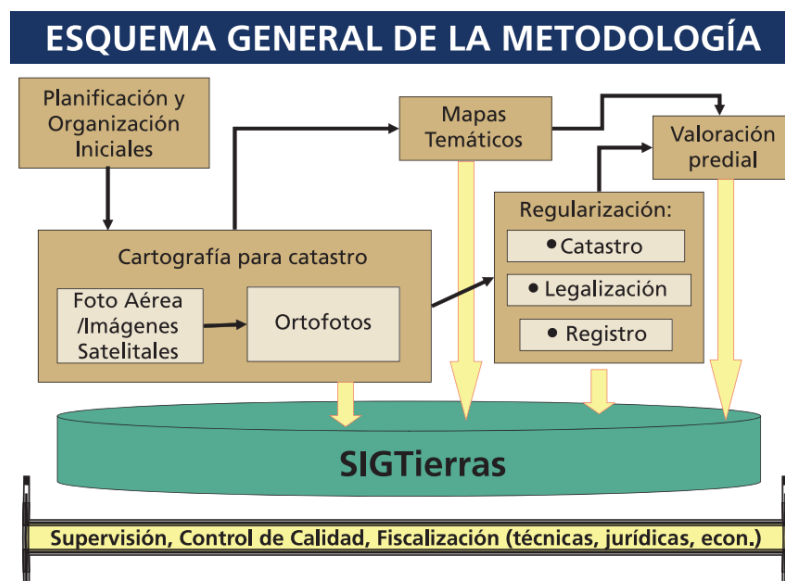 ESQUEMA GENERAL DE LA METODOLOGÍA
Planificación y
Organización
Iniciales
Mapas
Temáticos
Valoración
predial
Cartografía para catastro
Foto Aérea
/Imágenes
Satelitales
Ortofotos
Regularización:
• Catastro
• Legalización
• Registro
SIGTierras
Supervisión, Control de Calidad, Fiscalización (técnicas, jurídicas, econ.)